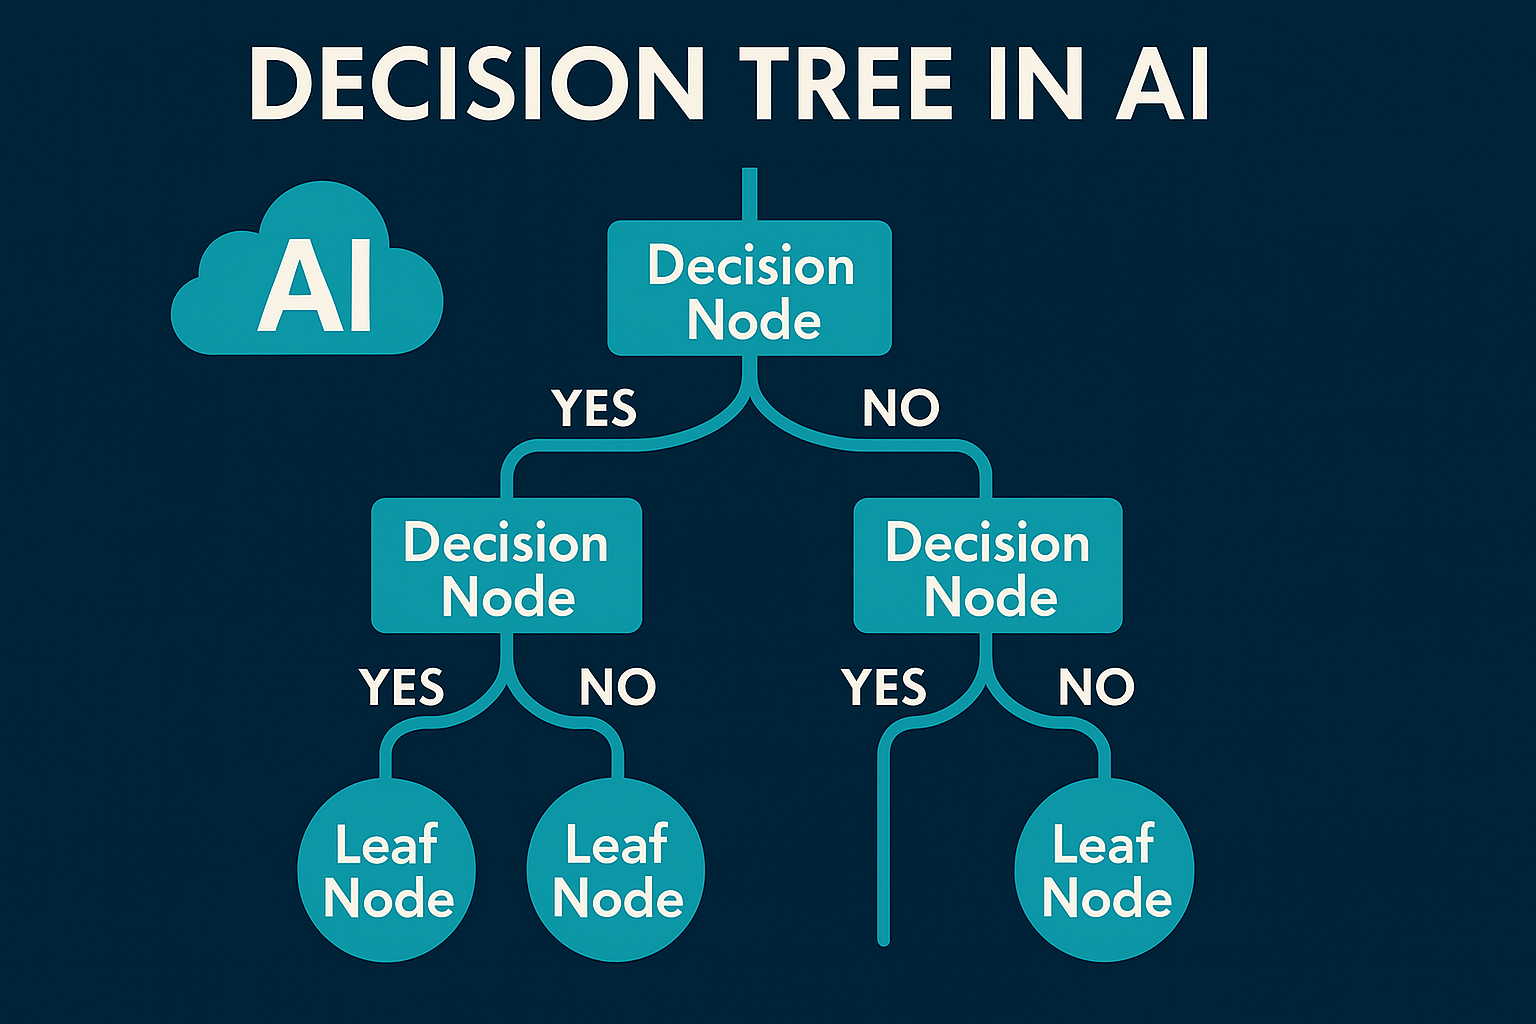 DECISION TREE IN AI
AI
Decision
Node
YES
NO
Decision
Node
Decision
Node
YES
NO
YES
NO
Leaf
Node
Leaf
Node
Leaf
Node